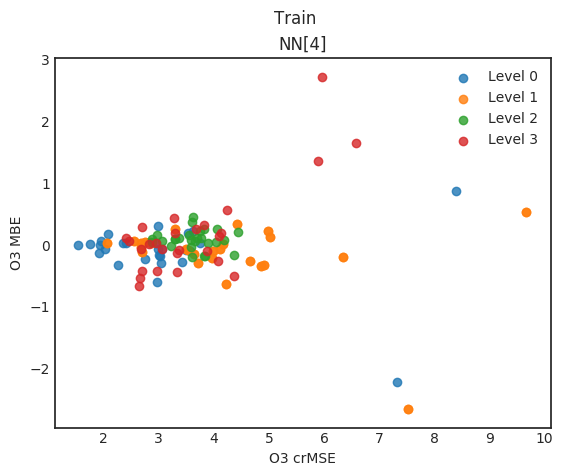 Train
NN[4]
Level 0
Level 1
Level 2
Level 3
3
2
1
0
−1
−2
O3 MBE
2 3 4 5 6 7 8 9 10
O3 crMSE